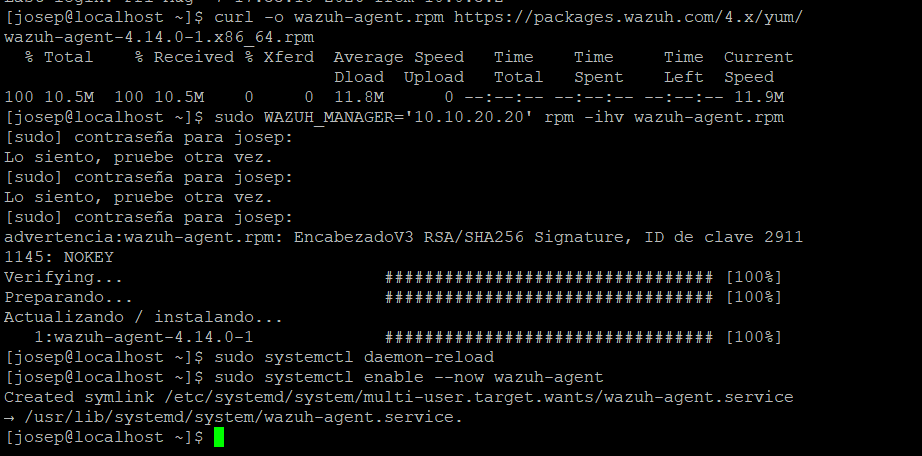 [josep@localhost ~]$ curl -o wazuh-agent.rpm https://packages.wazuh.com/4.x/yum/
wazuh-agent-4.14.0-1.x86_64.rpm
  % Total    % Received % Xferd  Average Speed   Time    Time     Time  Current
                                 Dload  Upload   Total   Spent    Left  Speed
100 10.5M  100 10.5M    0     0  11.8M      0 --:--:-- --:--:-- --:--:-- 11.9M
[josep@localhost ~]$ sudo WAZUH_MANAGER='10.10.20.20' rpm -ihv wazuh-agent.rpm
[sudo] contraseña para josep:
Lo siento, pruebe otra vez.
[sudo] contraseña para josep:
Lo siento, pruebe otra vez.
[sudo] contraseña para josep:
advertencia:wazuh-agent.rpm: EncabezadoV3 RSA/SHA256 Signature, ID de clave 2911
1145: NOKEY
Verifying...                          ################################# [100%]
Preparando...                         ################################# [100%]
Actualizando / instalando...
   1:wazuh-agent-4.14.0-1             ################################# [100%]
[josep@localhost ~]$ sudo systemctl daemon-reload
[josep@localhost ~]$ sudo systemctl enable --now wazuh-agent
Created symlink /etc/systemd/system/multi-user.target.wants/wazuh-agent.service
→ /usr/lib/systemd/system/wazuh-agent.service.
[josep@localhost ~]$